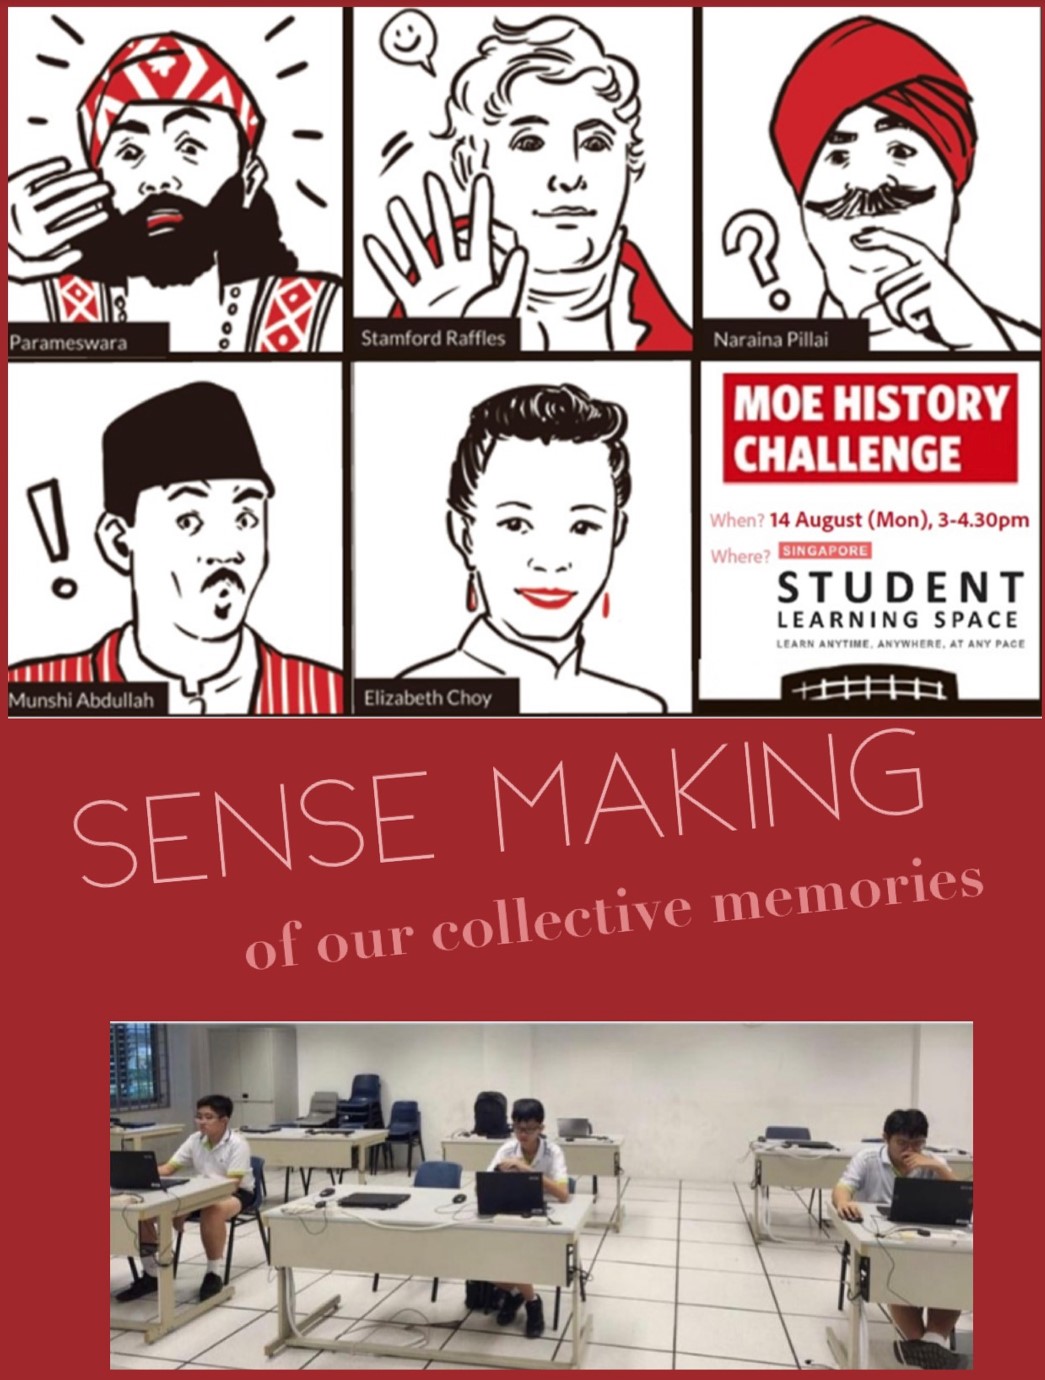 Parameswara
Stamford Raffles
Naraina Pillai
?
!
Munshi Abdullah
Elizabeth Choy
MOE HISTORY
CHALLENGE
When? 14 August (Mon), 3-4.30pm
Where? SINGAPORE
STUDENT
LEARNING SPACE
LEARN ANYTIME, ANYWHERE, AT ANY PACE
SENSE MAKING
of our collective memories